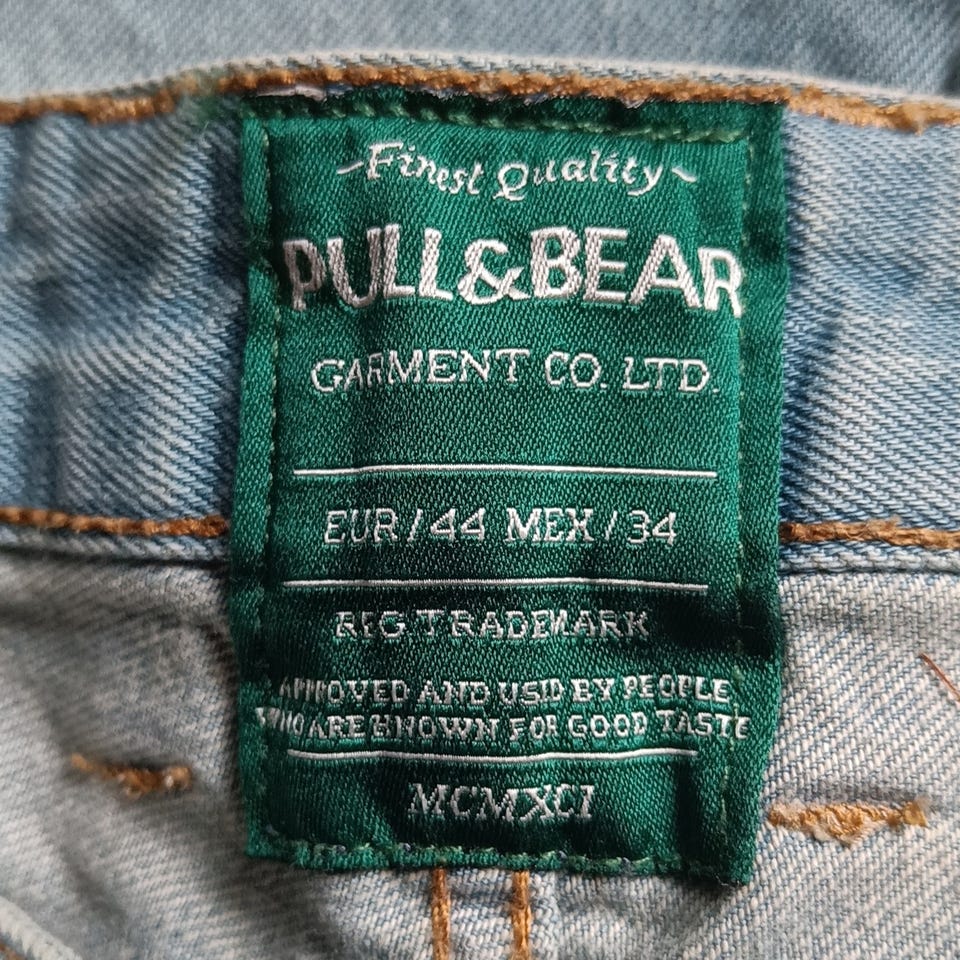 ~Finest Quality~
PULL&BEAR
GARMENT CO. LTD.
EUR/44 MEX/34
REG TRADEMARK
APPROVED AND USED BY PEOPLE
WHO ARE KNOWN FOR GOOD TASTE
MCMXCI